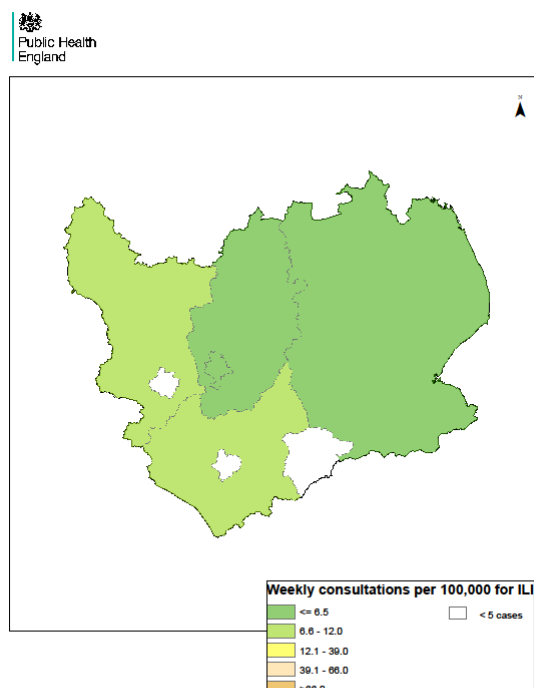 Public Health
England
N
Weekly consultations per 100,000 for ILI
<= 6.5
< 5 cases
6.6 - 12.0
12.1 - 39.0
39.1 - 66.0